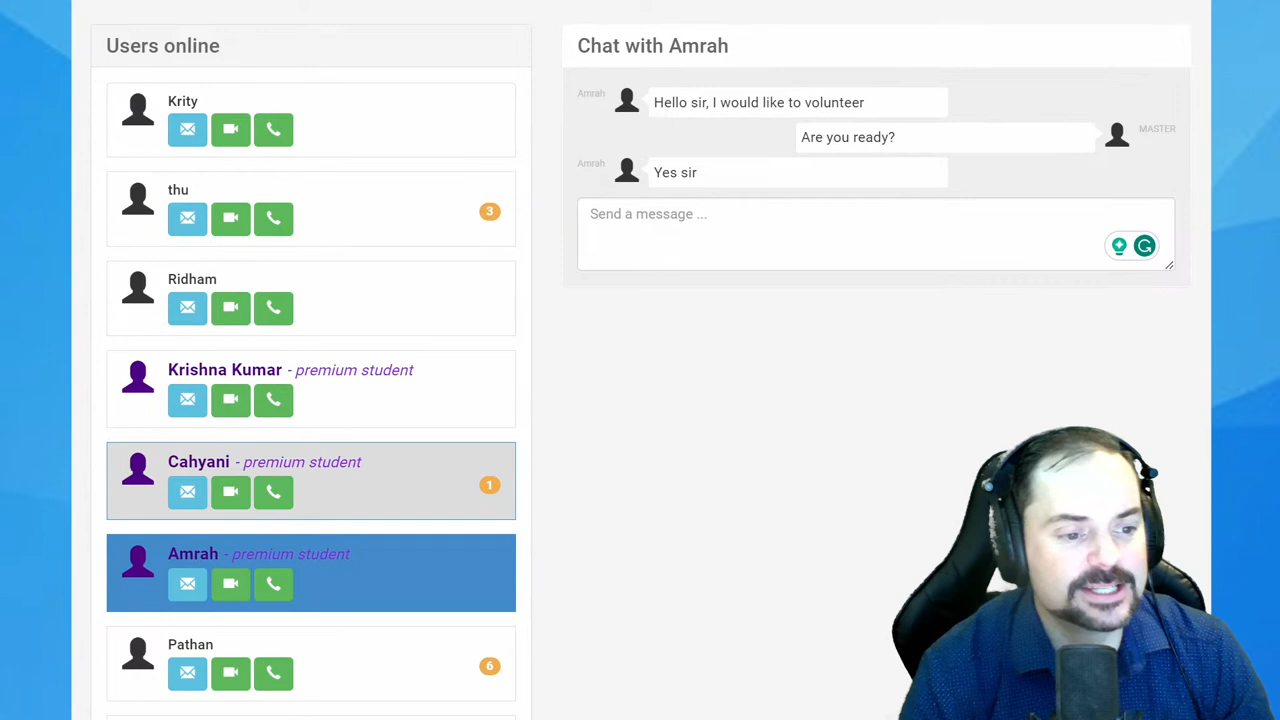 Users online
Krity
thu
3
Ridham
Krishna Kumar - premium student
Cahyani - premium student
1
Amrah - premium student
Pathan
6
Chat with Amrah
Amrah
Hello sir, I would like to volunteer
Are you ready?
MASTER
Amrah
Yes sir
Send a message ...